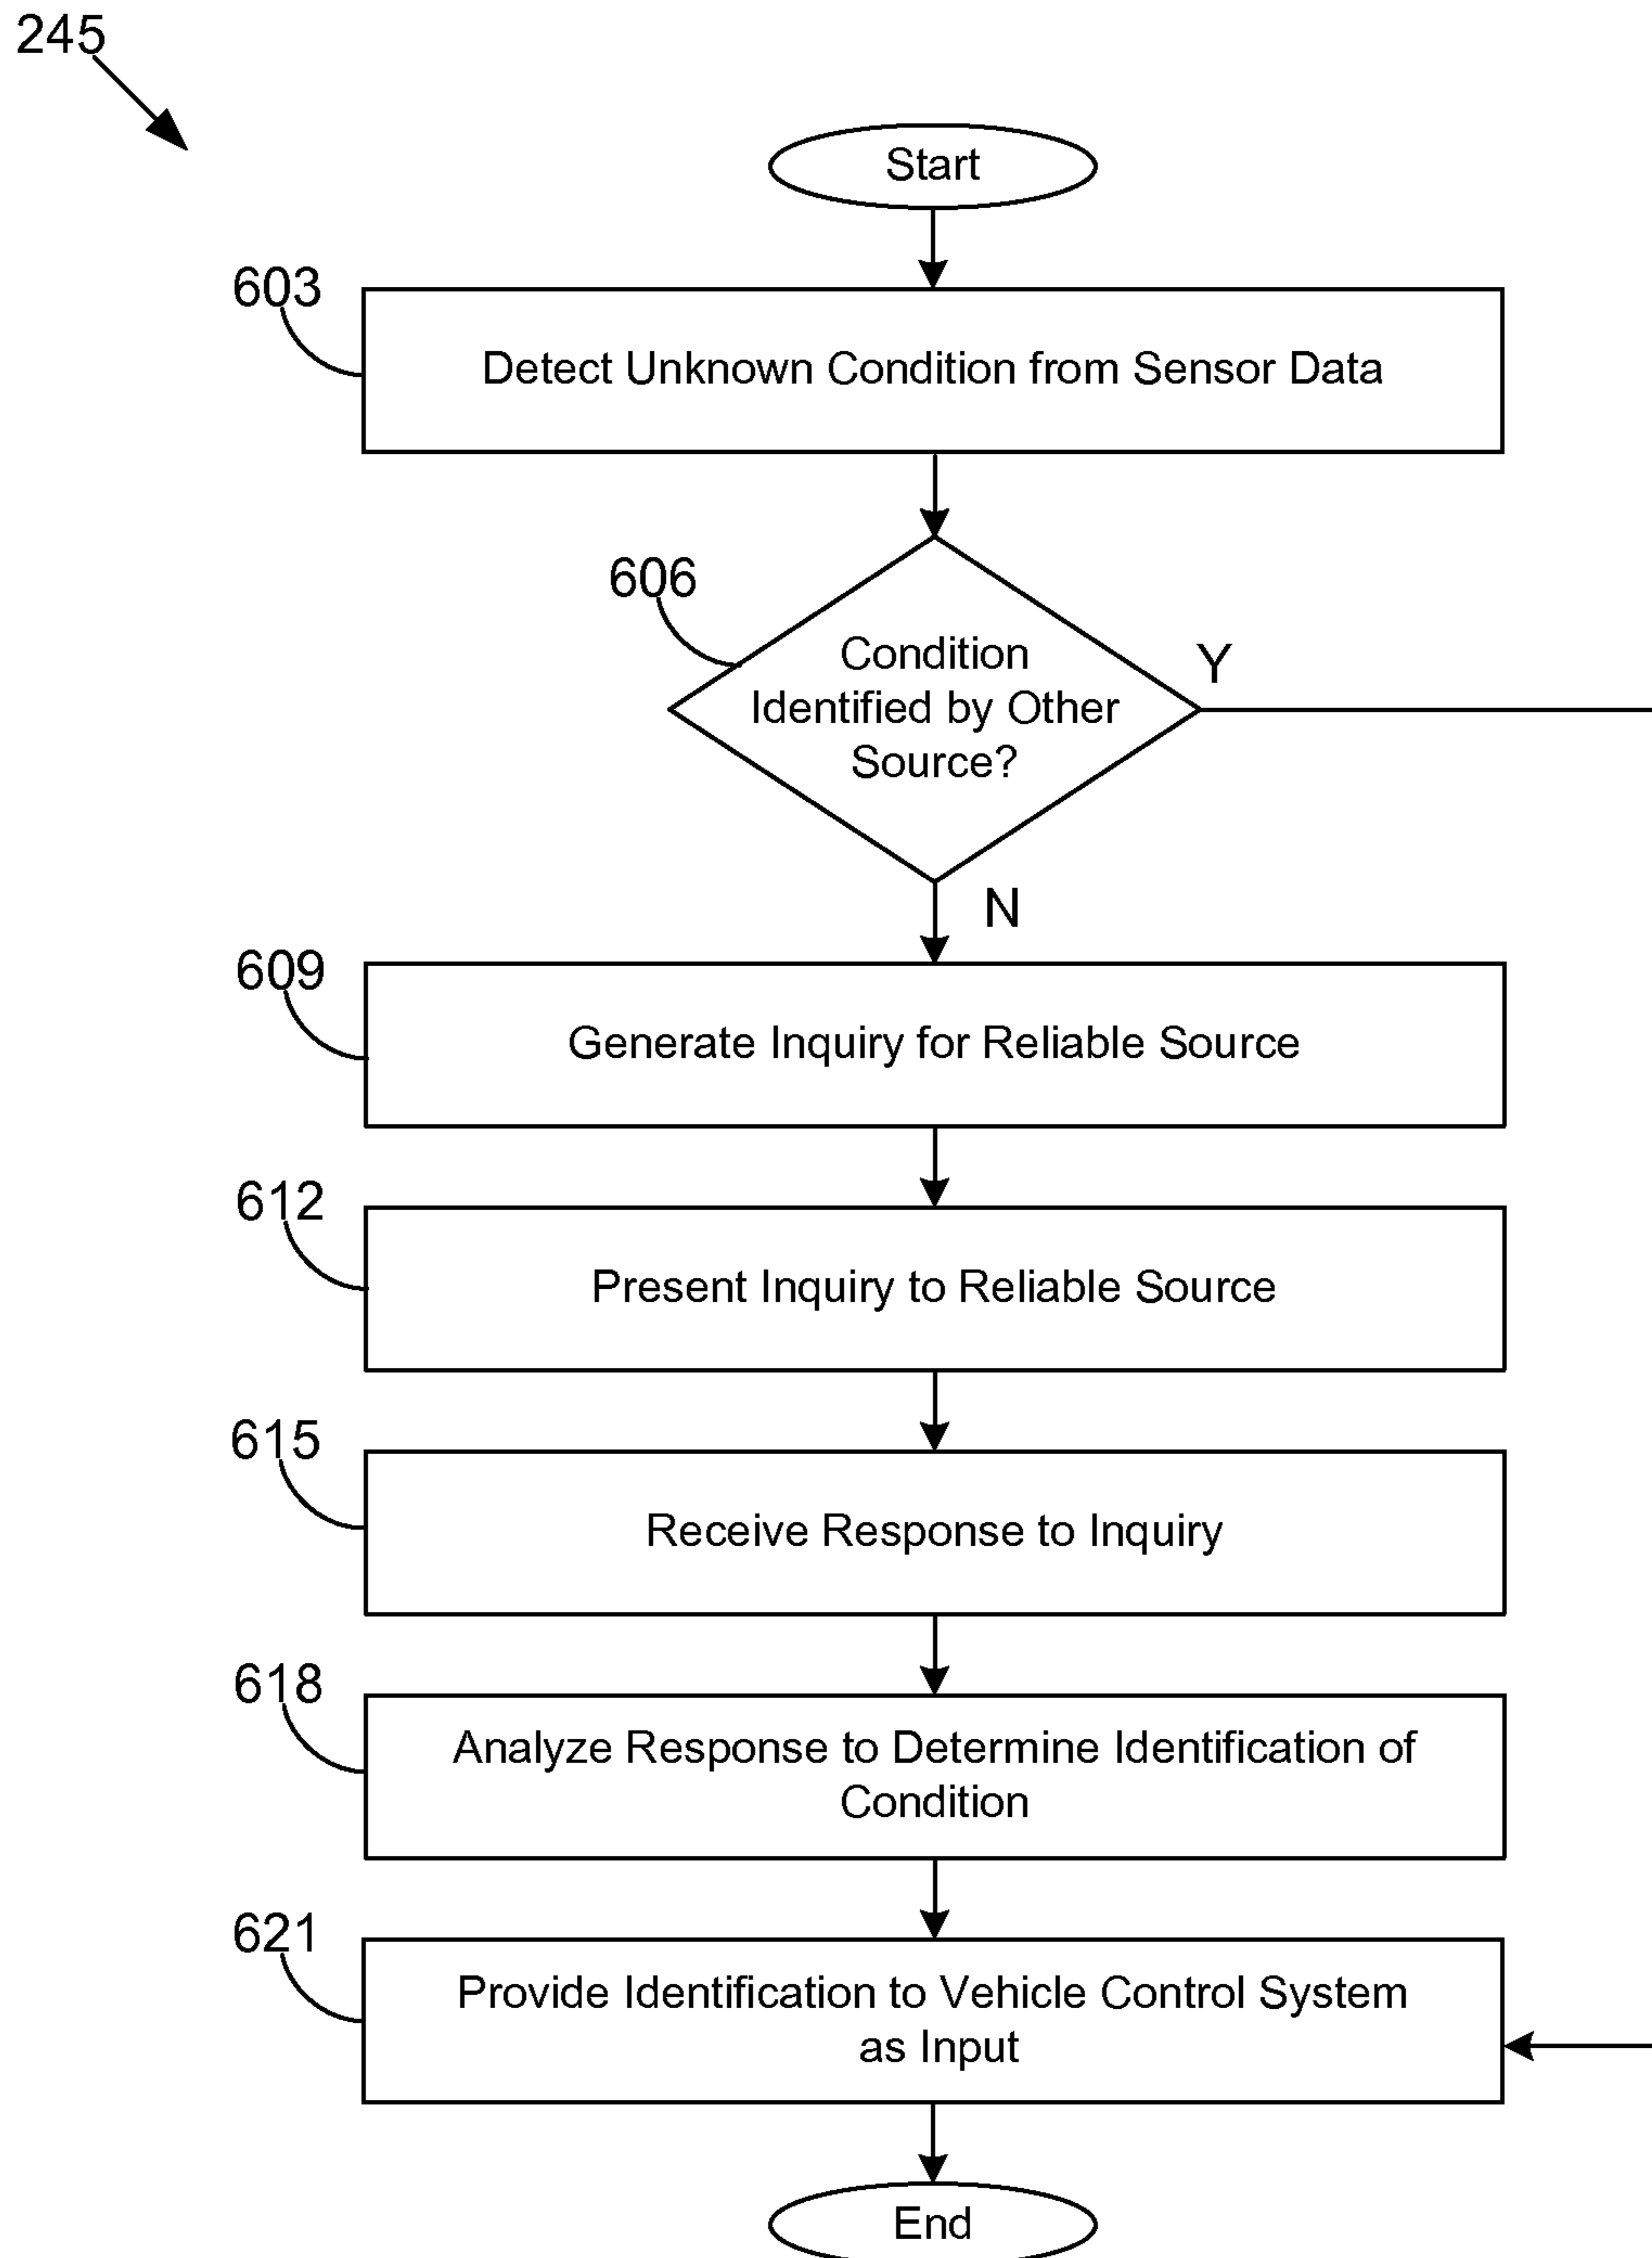 245
Start
603
Detect Unknown Condition from Sensor Data
606
Condition
Identified by Other
Source?
Y
N
609
Generate Inquiry for Reliable Source
612
Present Inquiry to Reliable Source
615
Receive Response to Inquiry
618
Analyze Response to Determine Identification of
Condition
621
Provide Identification to Vehicle Control System
as Input
End